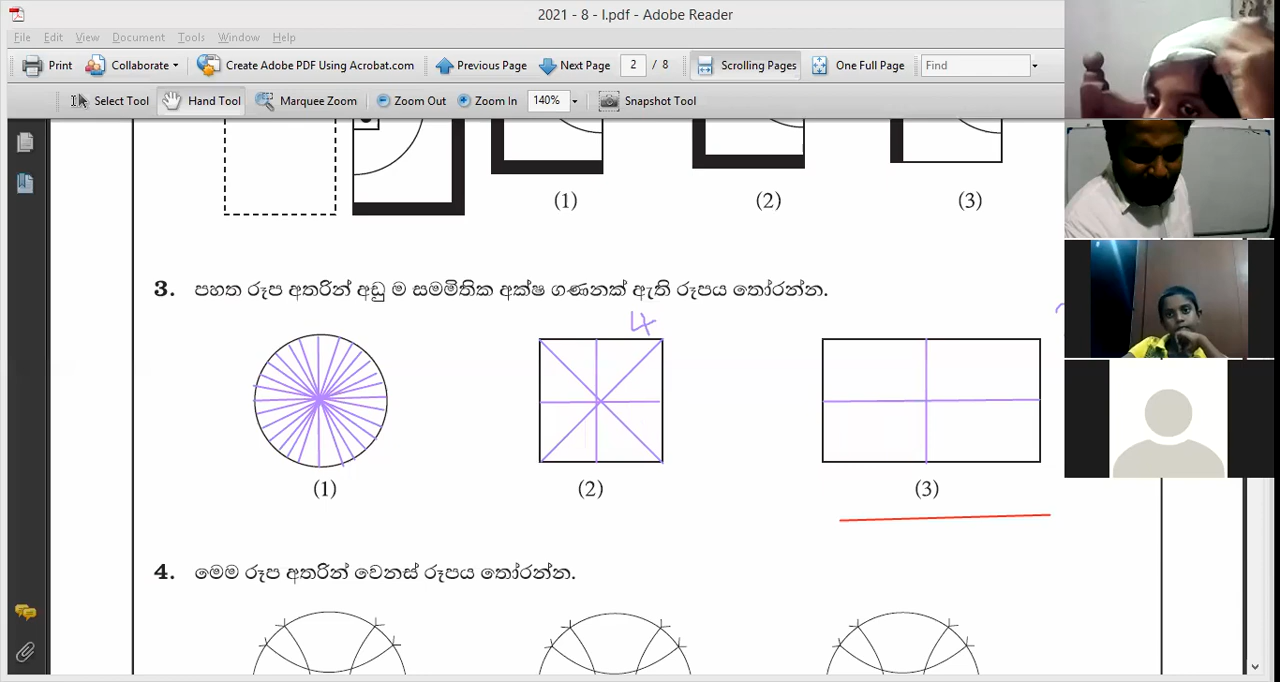 2021 - 8 - I.pdf - Adobe Reader
File Edit View Document Tools Window Help
Print Collaborate Create Adobe PDF Using Acrobat.com Previous Page Next Page 2 / 8 Scrolling Pages One Full Page Find
Select Tool Hand Tool Marquee Zoom Zoom Out Zoom In 140% Snapshot Tool
(1) (2) (3)
3. පහත රූප අතරින් අඩු ම සමමිතික අක්ෂ ගණනක් ඇති රූපය තෝරන්න.
4
(1) (2) (3)
4. මෙම රූප අතරින් වෙනස් රූපය තෝරන්න.